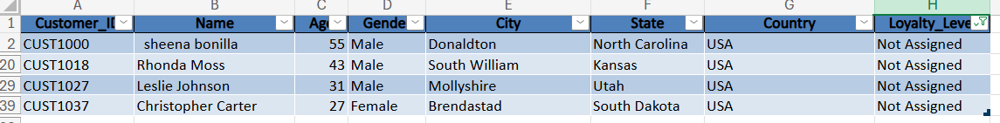 A B C D E F G H
1 Customer_I Name Ag Gende City State Country Loyalty_Leve
2 CUST1000 sheena bonilla 55 Male Donaldton North Carolina USA Not Assigned
20 CUST1018 Rhonda Moss 43 Male South William Kansas USA Not Assigned
29 CUST1027 Leslie Johnson 31 Male Mollyshire Utah USA Not Assigned
39 CUST1037 Christopher Carter 27 Female Brendastad South Dakota USA Not Assigned